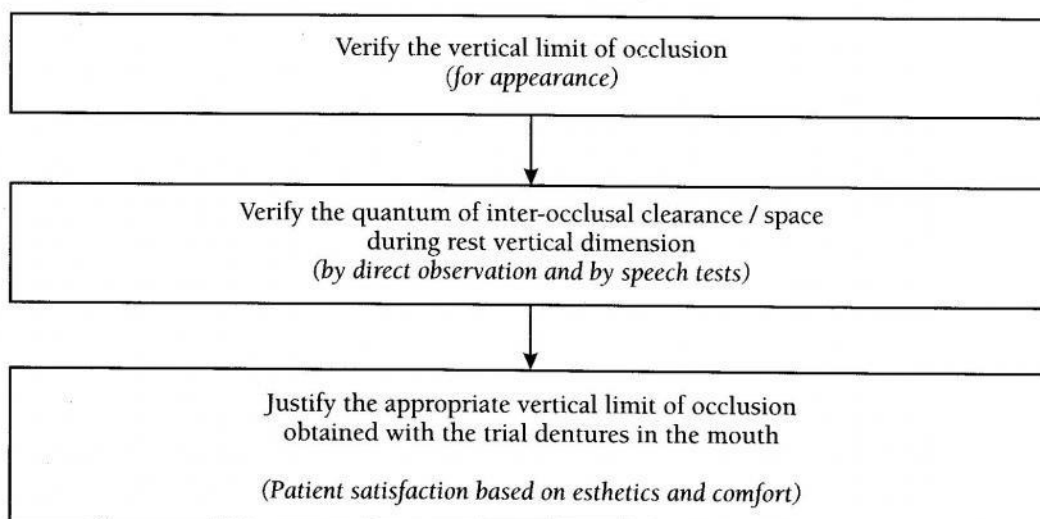 Verify the vertical limit of occlusion
(for appearance)
Verify the quantum of inter-occlusal clearance / space
during rest vertical dimension
(by direct observation and by speech tests)
Justify the appropriate vertical limit of occlusion
obtained with the trial dentures in the mouth
(Patient satisfaction based on esthetics and comfort)